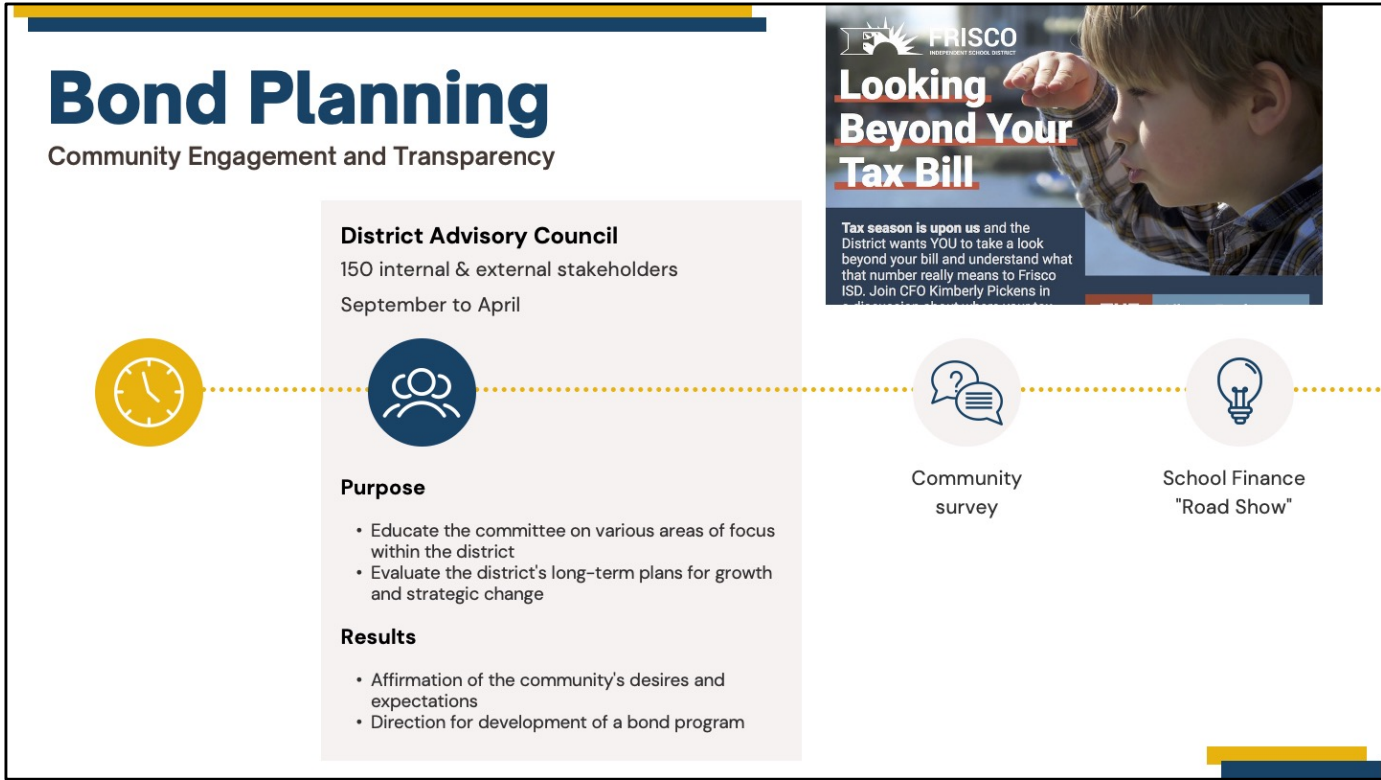 Bond Planning
Community Engagement and Transparency
FRISCO
INDEPENDENT SCHOOL DISTRICT
Looking
Beyond Your
Tax Bill
Tax season is upon us and the
District wants YOU to take a look
beyond your bill and understand what
that number really means to Frisco
ISD. Join CFO Kimberly Pickens in
District Advisory Council
150 internal & external stakeholders
September to April
?
Purpose
• Educate the committee on various areas of focus
within the district
• Evaluate the district's long-term plans for growth
and strategic change
Results
• Affirmation of the community's desires and
expectations
• Direction for development of a bond program
Community
survey
School Finance
"Road Show"